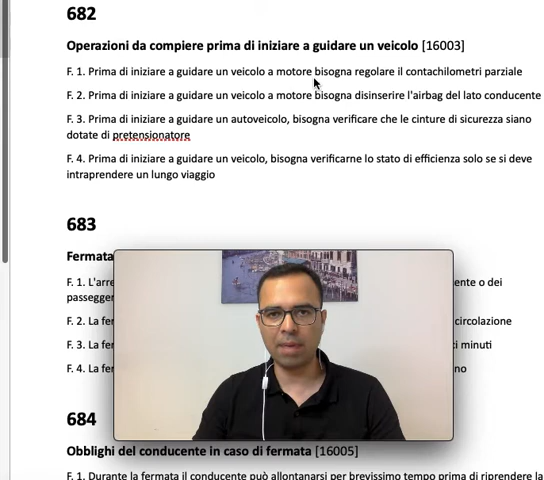 682
Operazioni da compiere prima di iniziare a guidare un veicolo [16003]
F. 1. Prima di iniziare a guidare un veicolo a motore bisogna regolare il contachilometri parziale
F. 2. Prima di iniziare a guidare un veicolo a motore bisogna disinserire l'airbag del lato conducente
F. 3. Prima di iniziare a guidare un autoveicolo, bisogna verificare che le cinture di sicurezza siano
dotate di pretensionatore
F. 4. Prima di iniziare a guidare un veicolo, bisogna verificarne lo stato di efficienza solo se si deve
intraprendere un lungo viaggio
683
Fermata
F. 1. L'arre ente o dei
passegger
F. 2. La fer circolazione
F. 3. La fer ci minuti
F. 4. La fer no
684
Obblighi del conducente in caso di fermata [16005]
F. 1. Durante la fermata il conducente può allontanarsi per brevissimo tempo prima di riprendere la